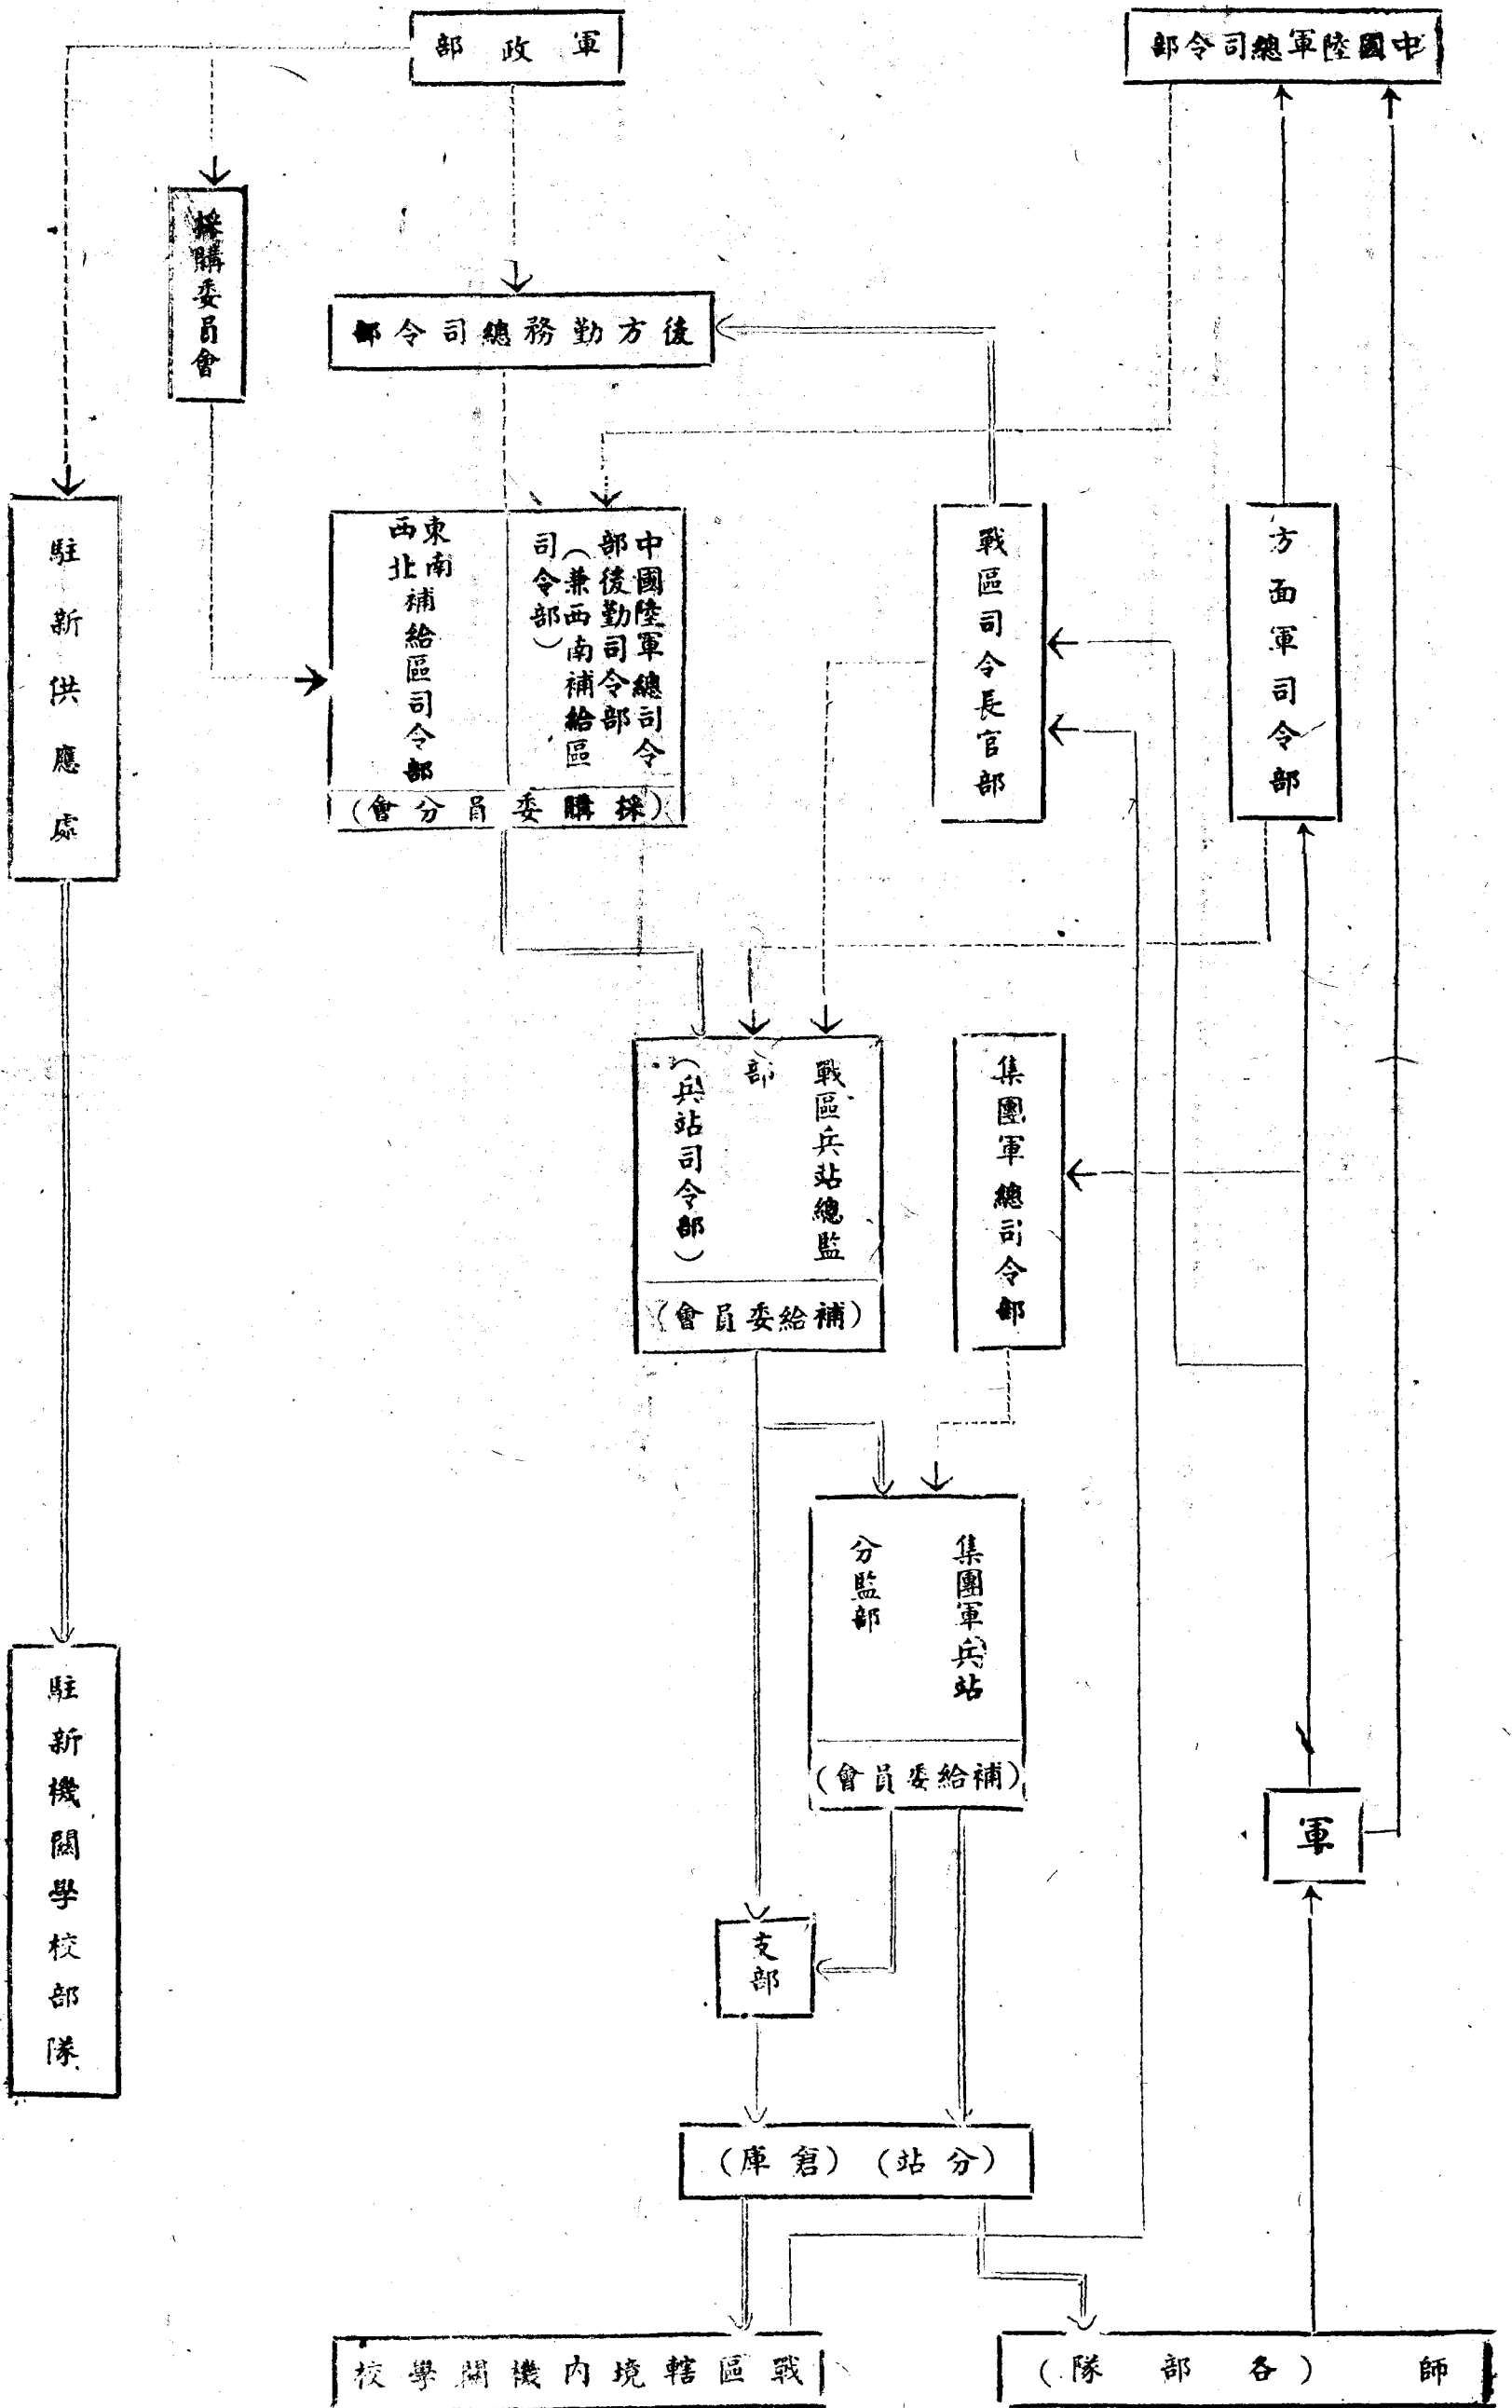 中國陸軍總司令部
軍政部
採購委員會
後方勤務總司令部
方面軍司令部
戰區司令長官部
中國陸軍總司令
部後勤司令部
（兼西南補給區
司令部）
東南
西北
補給區司令部
（採購委員分會）
駐新供應處
集團軍總司令部
戰區兵站總監
部
（兵站司令部）
（補給委員會）
集團軍兵站
分監部
（補給委員會）
軍
支部
駐新機關學校部隊
（分站）（倉庫）
師（各部隊）
戰區轄境內機關學校